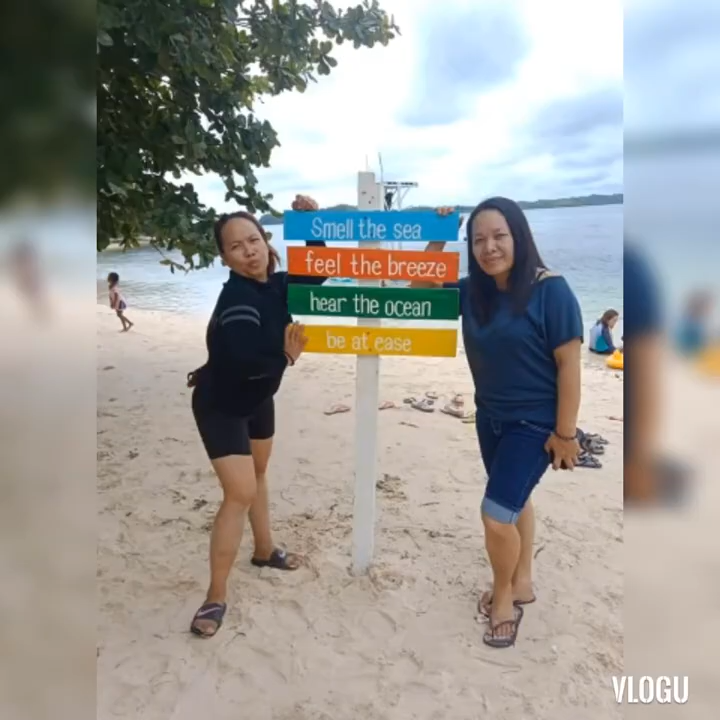 Smell the sea
feel the breeze
hear the ocean
be at ease
VLOGU